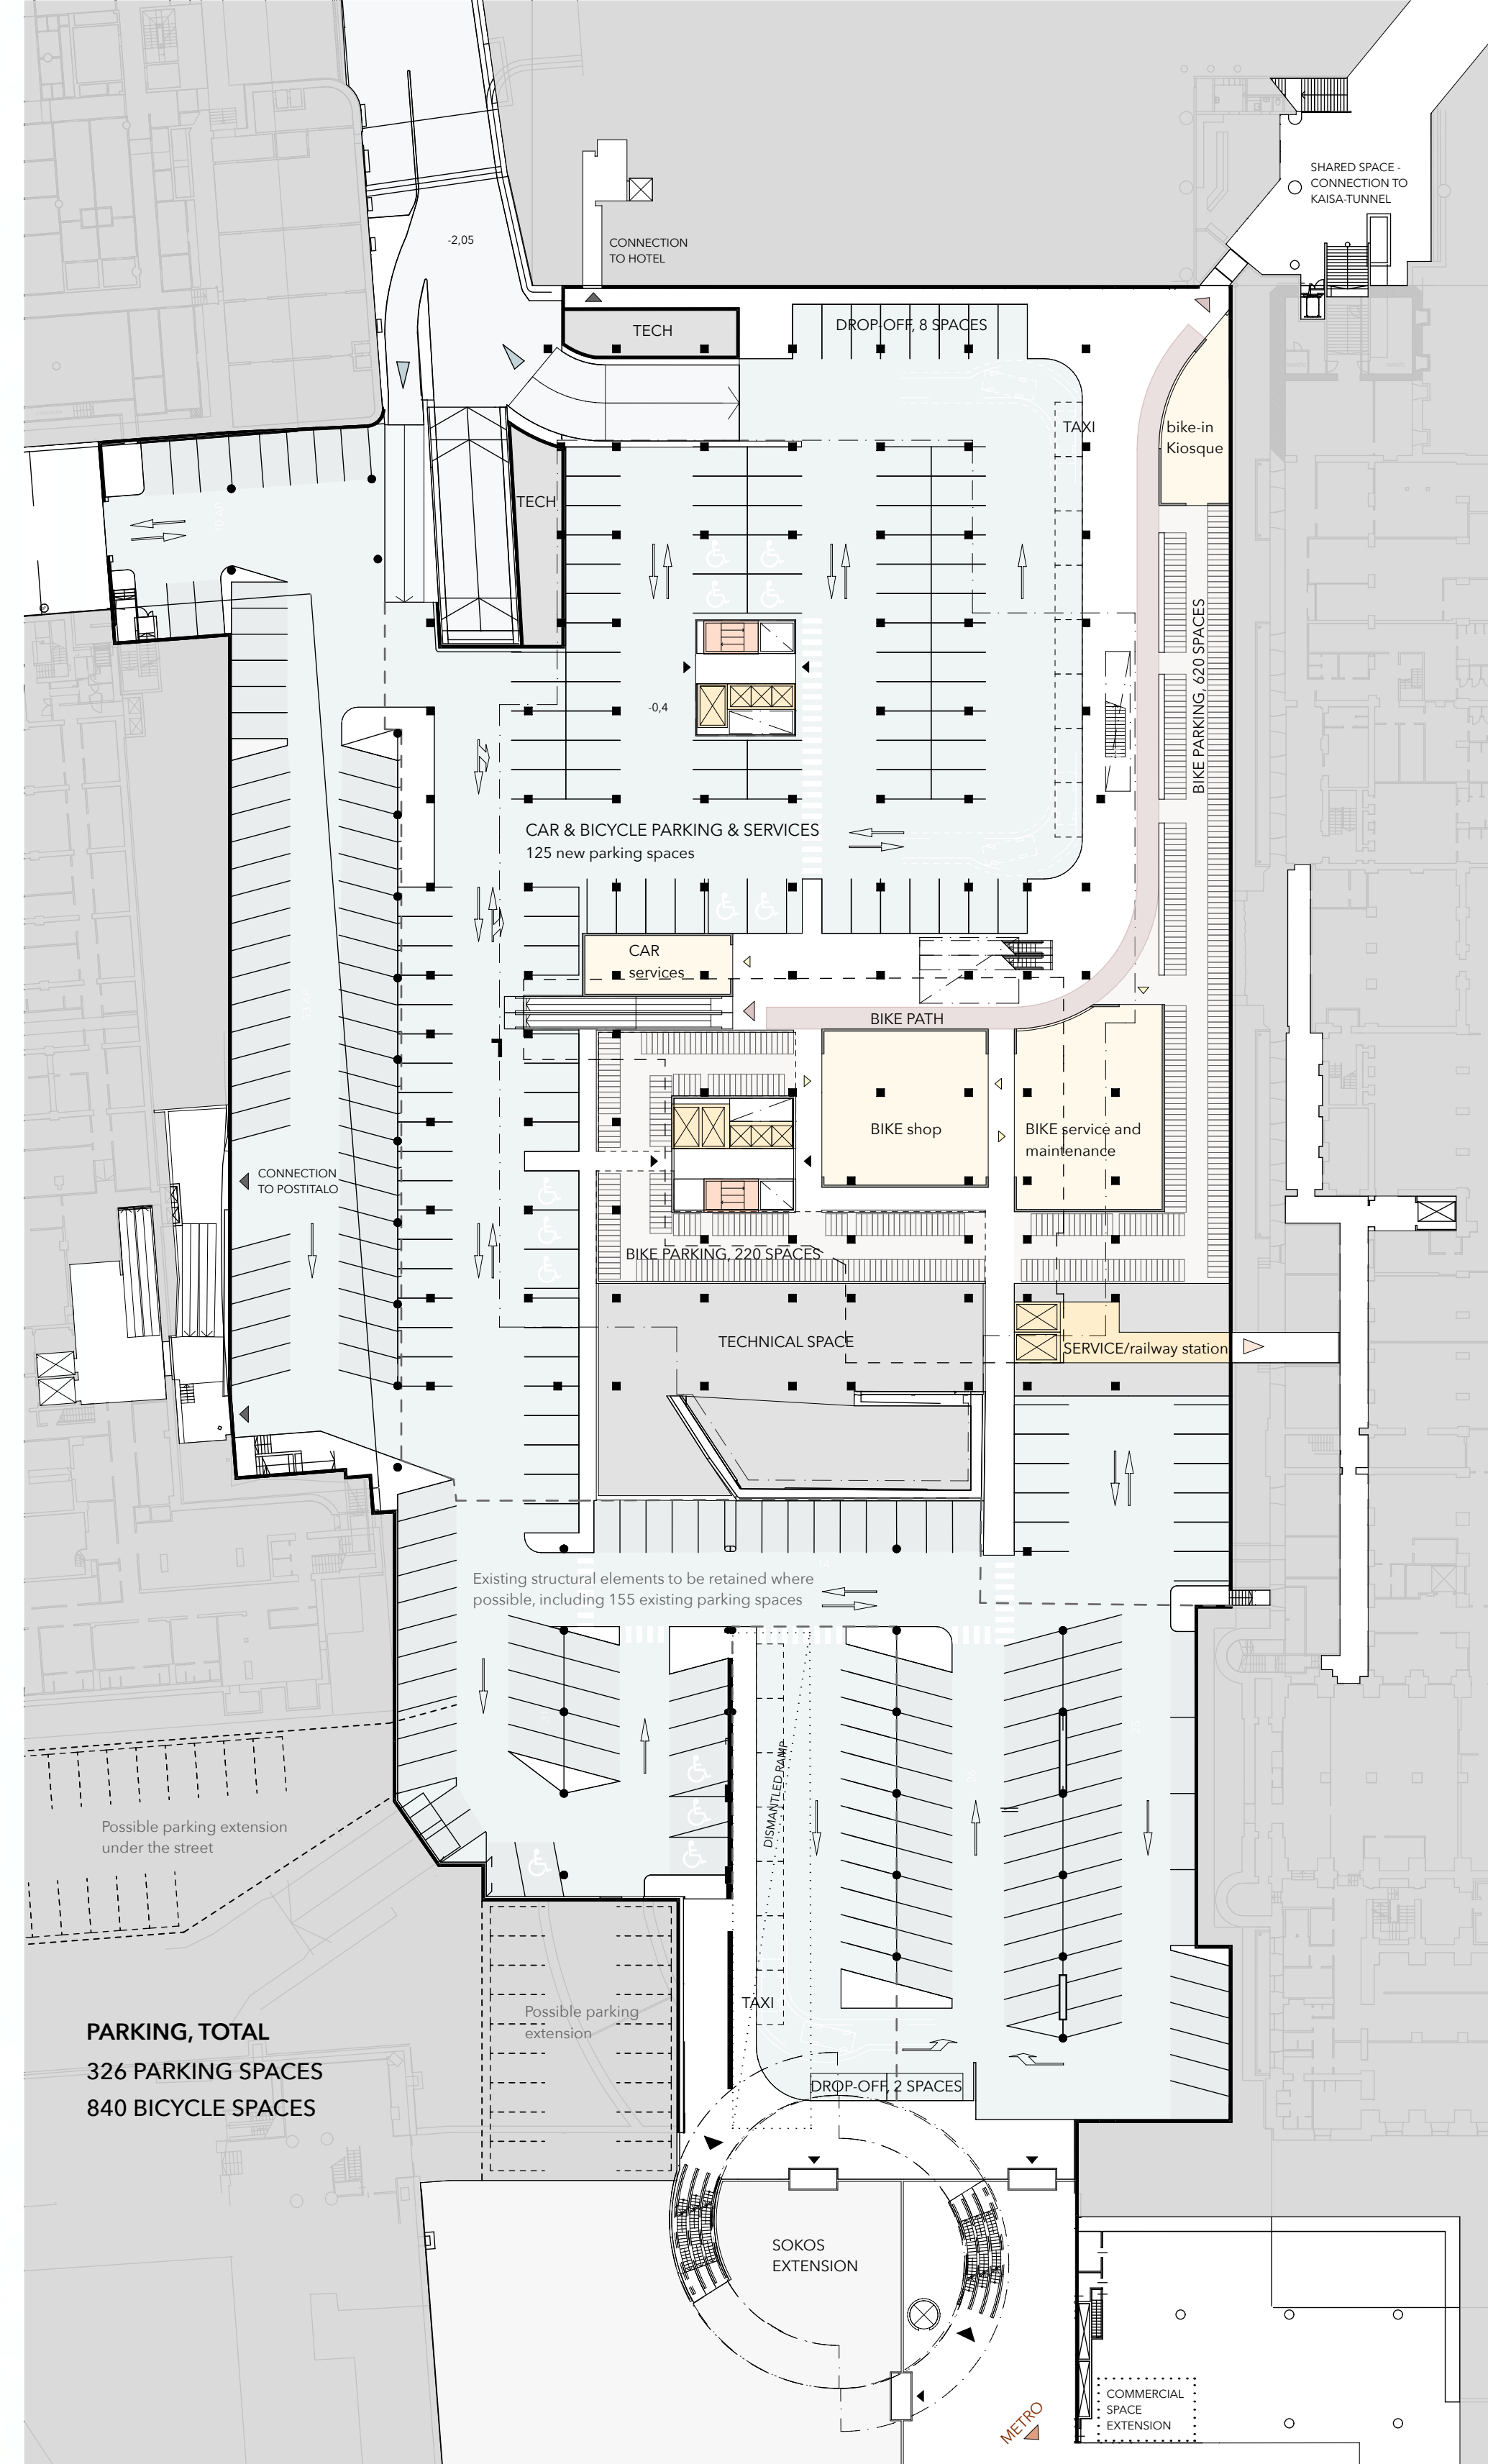 SHARED SPACE -
CONNECTION TO
KAISA-TUNNEL
-2,05
CONNECTION
TO HOTEL
TECH
DROP-OFF, 8 SPACES
TAXI
bike-in
Kiosque
TECH
BIKE PARKING, 620 SPACES
-0,4
CAR & BICYCLE PARKING & SERVICES
125 new parking spaces
CAR
services
BIKE PATH
BIKE shop
BIKE service and
maintenance
CONNECTION
TO POSTITALO
BIKE PARKING, 220 SPACES
TECHNICAL SPACE
SERVICE/railway station
Existing structural elements to be retained where
possible, including 155 existing parking spaces
DISMANTLED RAMP
Possible parking extension
under the street
TAXI
Possible parking
extension
PARKING, TOTAL
326 PARKING SPACES
840 BICYCLE SPACES
DROP-OFF, 2 SPACES
SOKOS
EXTENSION
METRO
COMMERCIAL
SPACE
EXTENSION